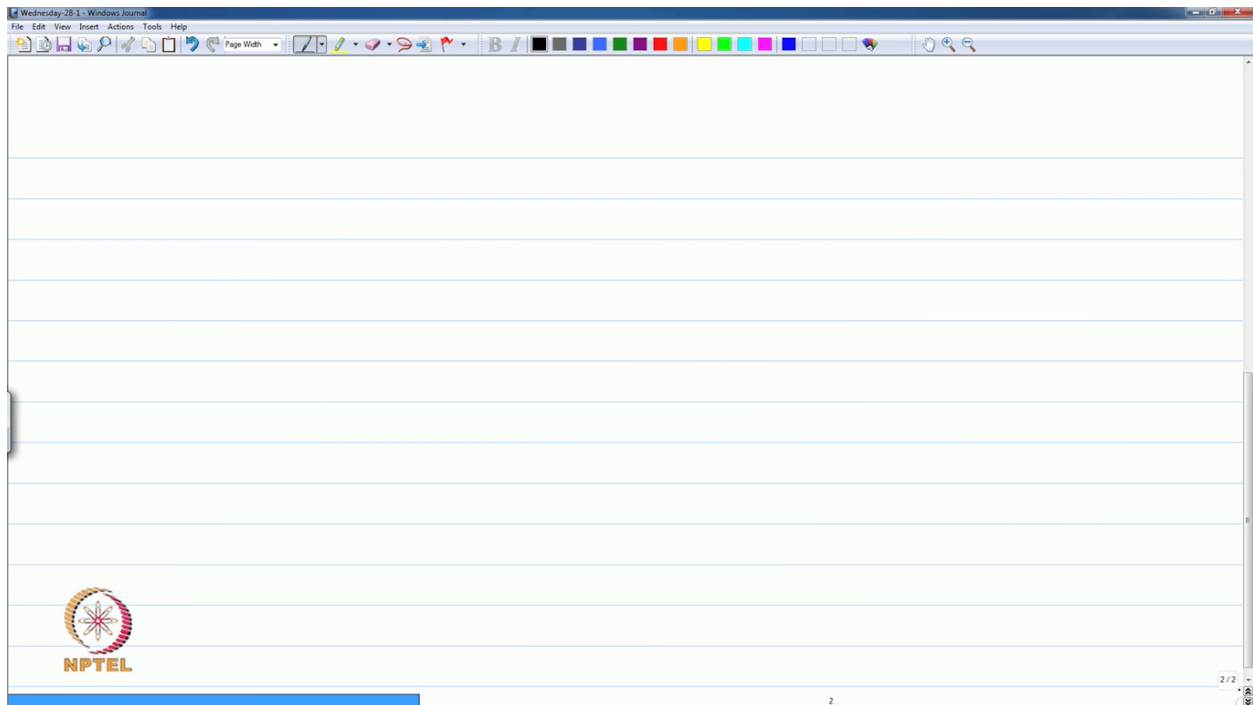 Wednesday-28-1 - Windows Journal
File Edit View Insert Actions Tools Help
Page Width B I
NPTEL
2 / 2
2